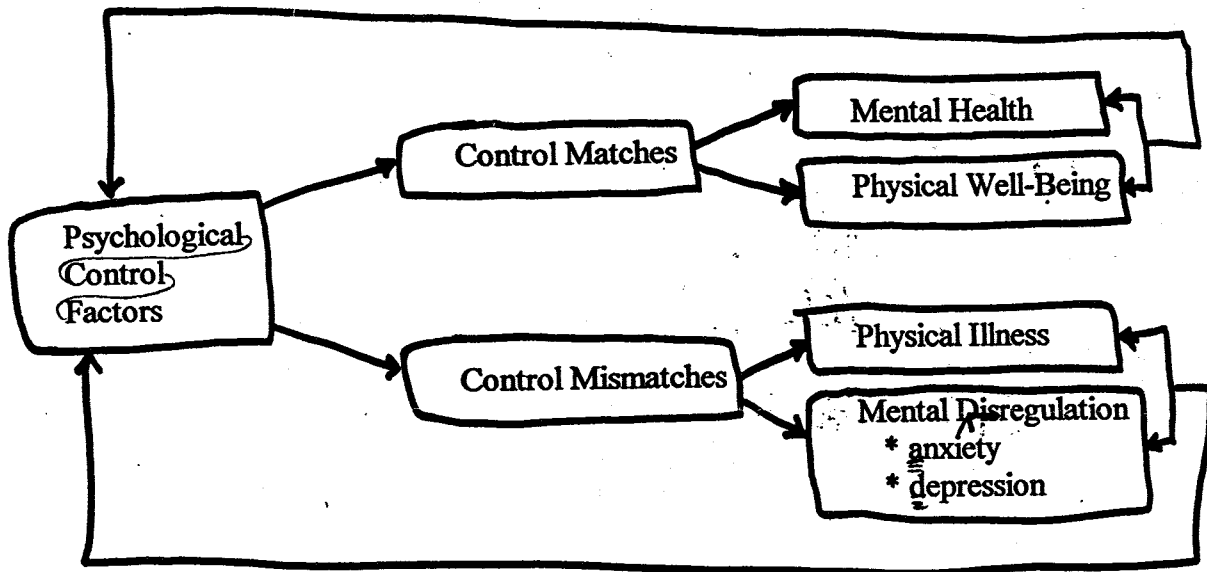 Mental Health
Control Matches
Physical Well-Being
Psychological
Control
Factors
Physical Illness
Control Mismatches
Mental Disregulation
* anxiety
* depression